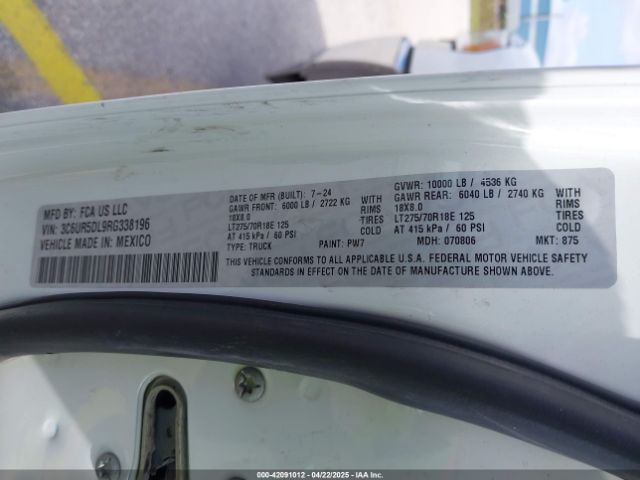 MFD BY: FCA US LLC
VIN: 3C6UR5DL9RG338196
VEHICLE MADE IN: MEXICO
DATE OF MFR (BUILT): 7-24
GAWR FRONT: 6000 LB / 2722 KG WITH
18X8.0 RIMS
LT275/70R18E 125 TIRES
AT 415 kPa / 60 PSI COLD
TYPE: TRUCK PAINT: PW7
GVWR: 10000 LB / 4536 KG
GAWR REAR: 6040 LB / 2740 KG WITH
18X8.0 RIMS
LT275/70R18E 125 TIRES
AT 415 kPa / 60 PSI COLD
MDH: 070806 MKT: 875
THIS VEHICLE CONFORMS TO ALL APPLICABLE U.S.A. FEDERAL MOTOR VEHICLE SAFETY
STANDARDS IN EFFECT ON THE DATE OF MANUFACTURE SHOWN ABOVE
000-42091012 - 04/22/2025 - IAAI.COM